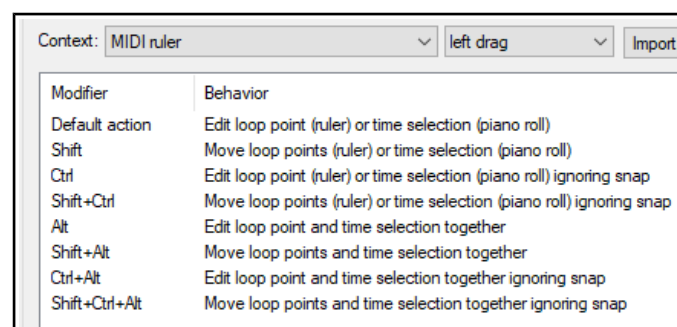 Context: MIDI ruler left drag Import
Modifier Behavior
Default action Edit loop point (ruler) or time selection (piano roll)
Shift Move loop points (ruler) or time selection (piano roll)
Ctrl Edit loop point (ruler) or time selection (piano roll) ignoring snap
Shift+Ctrl Move loop points (ruler) or time selection (piano roll) ignoring snap
Alt Edit loop point and time selection together
Shift+Alt Move loop points and time selection together
Ctrl+Alt Edit loop point and time selection together ignoring snap
Shift+Ctrl+Alt Move loop points and time selection together ignoring snap